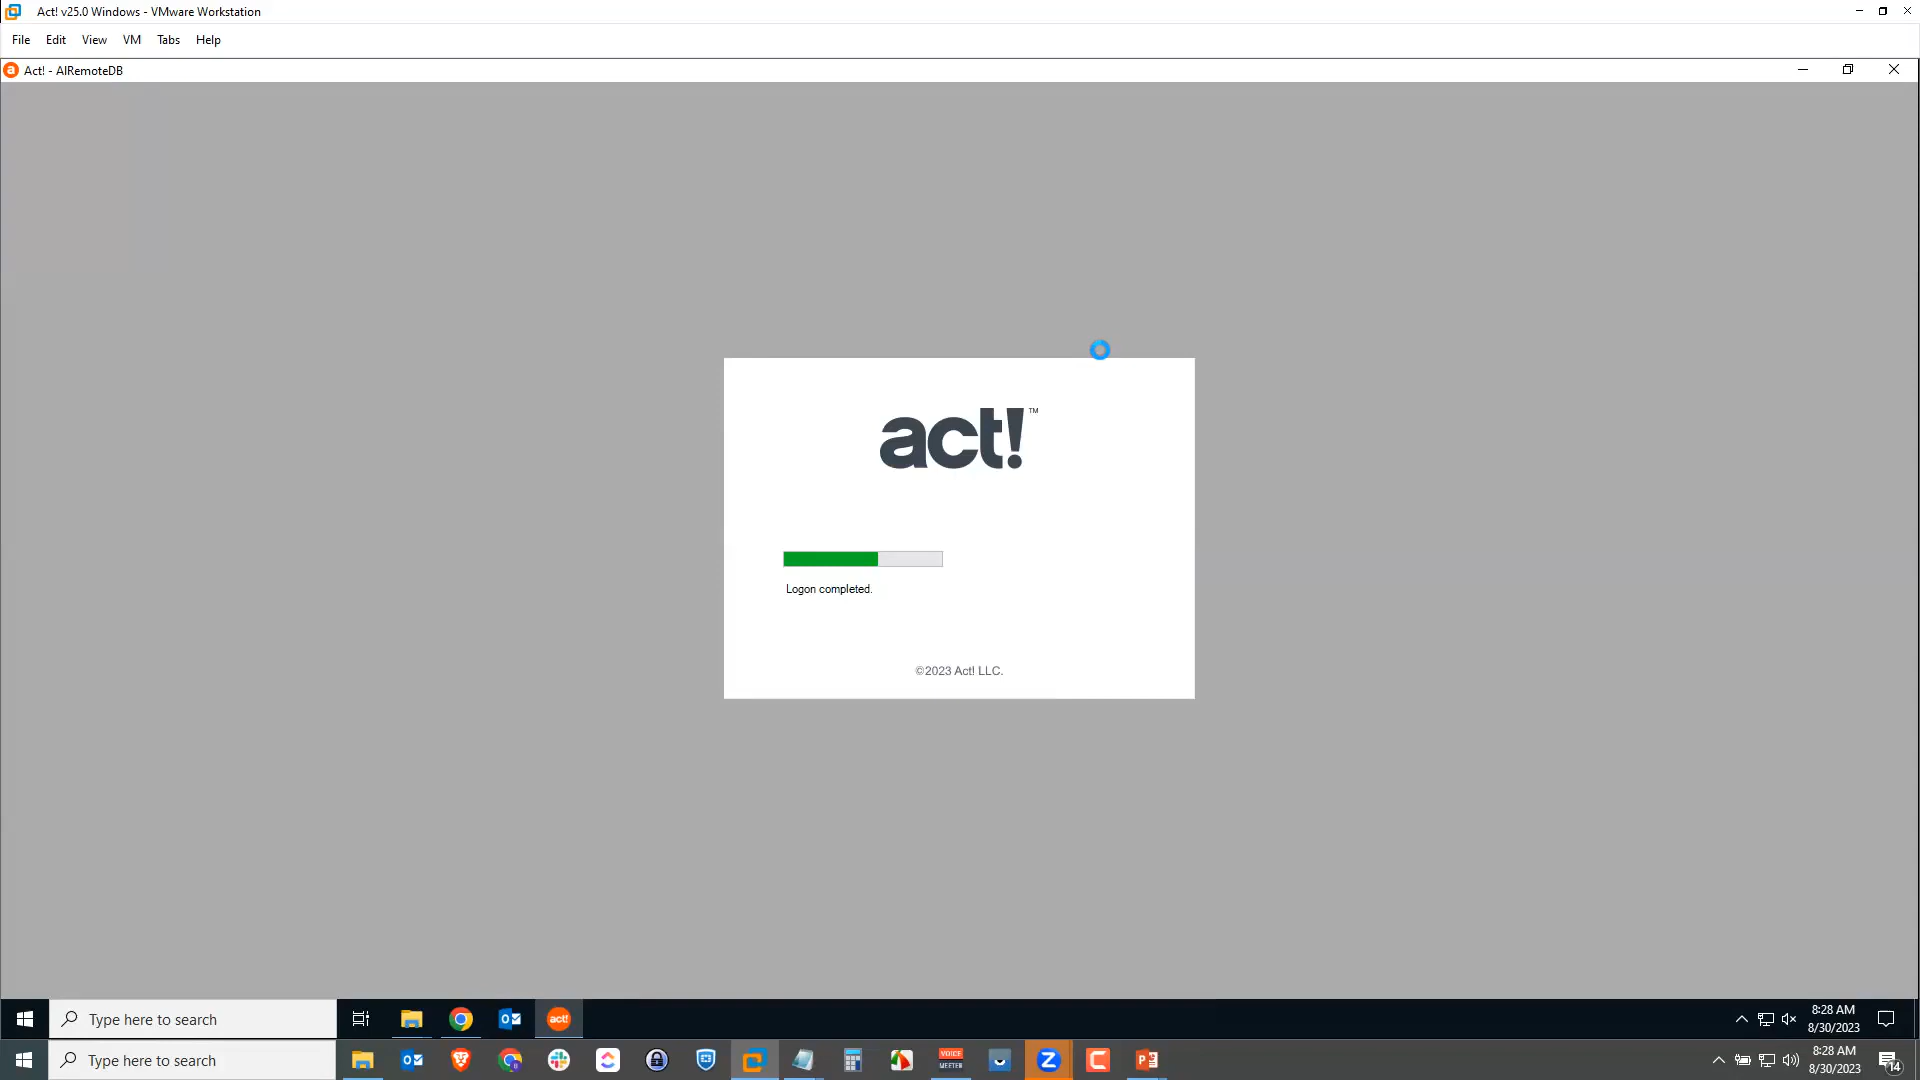 Act! v25.0 Windows - VMware Workstation
File Edit View VM Tabs Help
Act! - AIRemoteDB
act!™
Logon completed.
©2023 Act! LLC.
Type here to search
act!
8:28 AM
8/30/2023
Type here to search
VOICE
MEETER
8:28 AM
8/30/2023
14